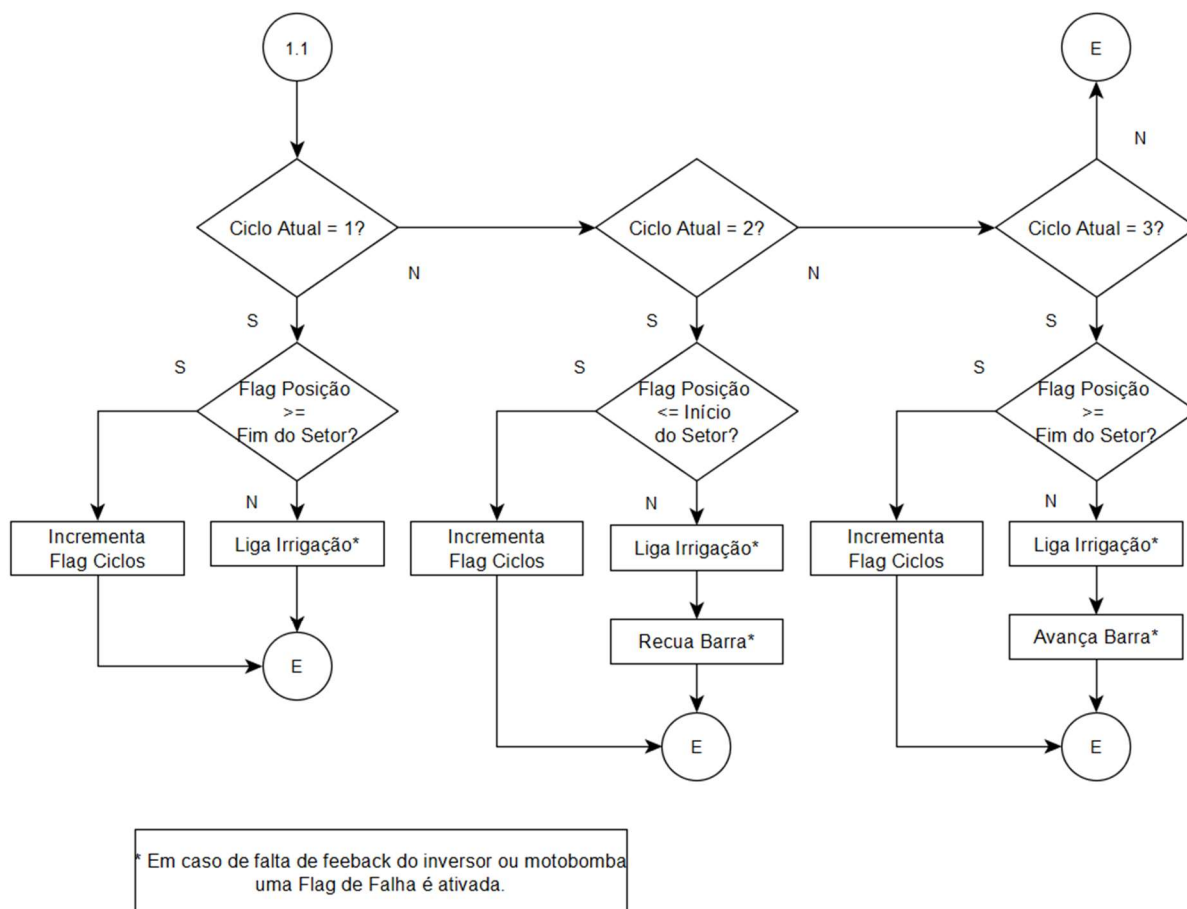 1.1
E
N
Ciclo Atual = 1?
Ciclo Atual = 2?
Ciclo Atual = 3?
N
N
S
S
S
S
S
S
Flag Posição
>=
Fim do Setor?
Flag Posição
<= Início
do Setor?
Flag Posição
>=
Fim do Setor?
N
N
N
Incrementa
Flag Ciclos
Liga Irrigação*
Incrementa
Flag Ciclos
Liga Irrigação*
Incrementa
Flag Ciclos
Liga Irrigação*
Recua Barra*
Avança Barra*
E
E
E
* Em caso de falta de feeback do inversor ou motobomba
uma Flag de Falha é ativada.